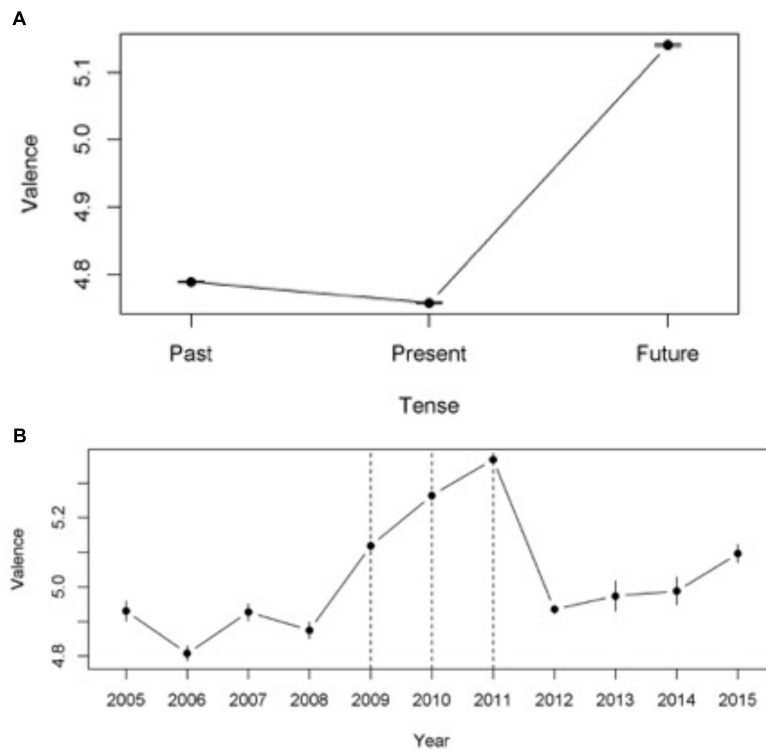 A
Valence
5.1
5.0
4.9
4.8
Past Present Future
Tense
B
Valence
5.2
5.0
4.8
2005 2006 2007 2008 2009 2010 2011 2012 2013 2014 2015
Year